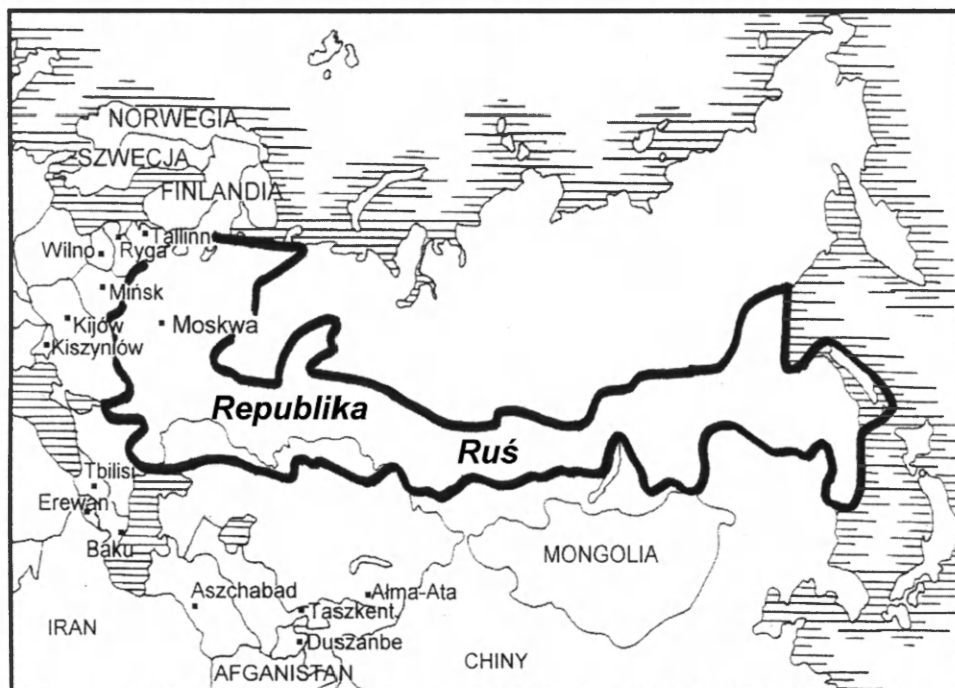 NORWEGIA
SZWECJA
FINLANDIA
Tallinn
Ryga
Wilno
Mińsk
Moskwa
Kijów
Kiszyniów
Republika
Ruś
Tbilisi
Erewan
Baku
MONGOLIA
Aszchabad
Ałma-Ata
Taszkent
IRAN
Duszanbe
AFGANISTAN
CHINY